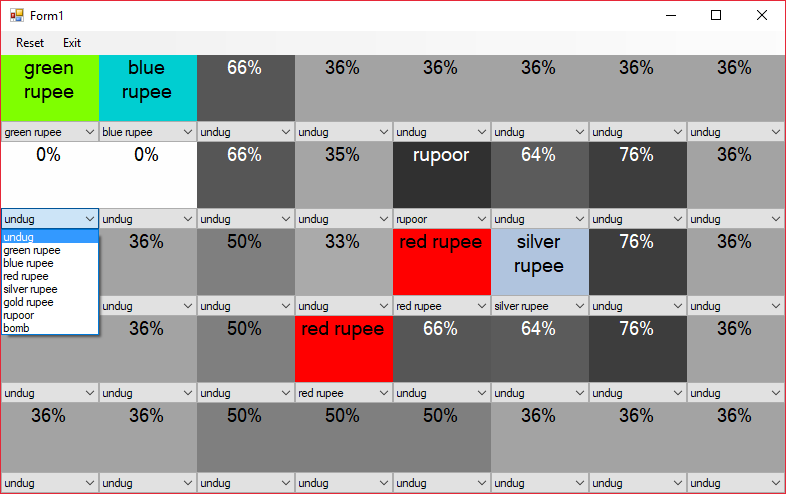 Form1
Reset Exit
green rupee blue rupee 66% 36% 36% 36% 36% 36%
green rupee blue rupee undug undug undug undug undug undug
0% 0% 66% 35% rupoor 64% 76% 36%
undug undug undug undug rupoor undug undug undug
undug
green rupee
blue rupee
red rupee
silver rupee
gold rupee
rupoor
bomb
36% 50% 33% red rupee silver rupee 76% 36%
undug undug undug red rupee silver rupee undug undug
36% 50% red rupee 66% 64% 76% 36%
undug undug undug red rupee undug undug undug undug
36% 36% 50% 50% 50% 36% 36% 36%
undug undug undug undug undug undug undug undug